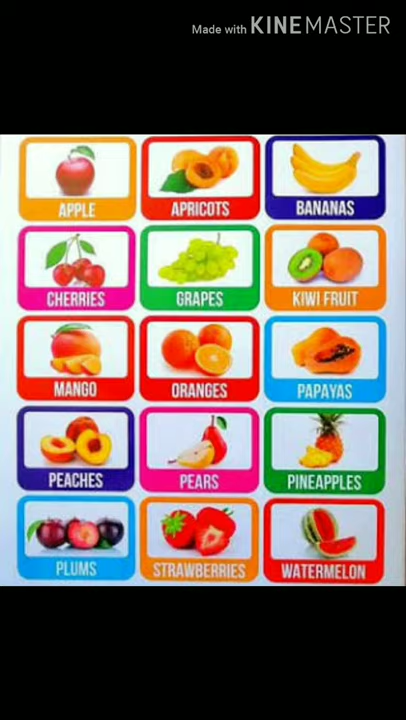 Made with KINEMASTER
APPLE
APRICOTS
BANANAS
CHERRIES
GRAPES
KIWI FRUIT
MANGO
ORANGES
PAPAYAS
PEACHES
PEARS
PINEAPPLES
PLUMS
STRAWBERRIES
WATERMELON